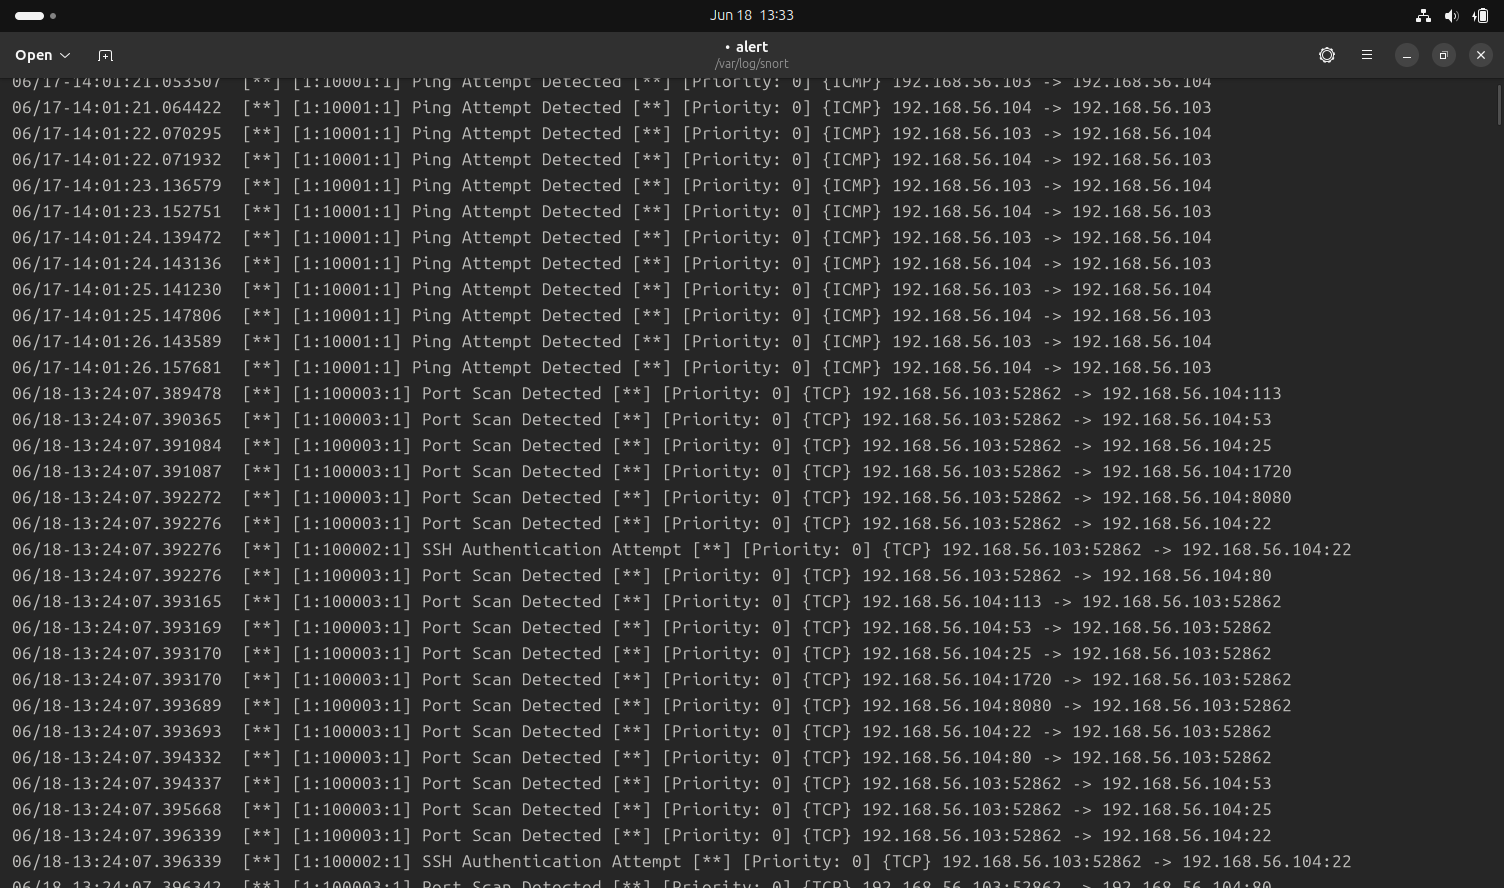 Jun 18 13:33
Open
• alert
/var/log/snort
06/17-14:01:21.053507 [**] [1:10001:1] Ping Attempt Detected [**] [Priority: 0] {ICMP} 192.168.56.103 -> 192.168.56.104
06/17-14:01:21.064422 [**] [1:10001:1] Ping Attempt Detected [**] [Priority: 0] {ICMP} 192.168.56.104 -> 192.168.56.103
06/17-14:01:22.070295 [**] [1:10001:1] Ping Attempt Detected [**] [Priority: 0] {ICMP} 192.168.56.103 -> 192.168.56.104
06/17-14:01:22.071932 [**] [1:10001:1] Ping Attempt Detected [**] [Priority: 0] {ICMP} 192.168.56.104 -> 192.168.56.103
06/17-14:01:23.136579 [**] [1:10001:1] Ping Attempt Detected [**] [Priority: 0] {ICMP} 192.168.56.103 -> 192.168.56.104
06/17-14:01:23.152751 [**] [1:10001:1] Ping Attempt Detected [**] [Priority: 0] {ICMP} 192.168.56.104 -> 192.168.56.103
06/17-14:01:24.139472 [**] [1:10001:1] Ping Attempt Detected [**] [Priority: 0] {ICMP} 192.168.56.103 -> 192.168.56.104
06/17-14:01:24.143136 [**] [1:10001:1] Ping Attempt Detected [**] [Priority: 0] {ICMP} 192.168.56.104 -> 192.168.56.103
06/17-14:01:25.141230 [**] [1:10001:1] Ping Attempt Detected [**] [Priority: 0] {ICMP} 192.168.56.103 -> 192.168.56.104
06/17-14:01:25.147806 [**] [1:10001:1] Ping Attempt Detected [**] [Priority: 0] {ICMP} 192.168.56.104 -> 192.168.56.103
06/17-14:01:26.143589 [**] [1:10001:1] Ping Attempt Detected [**] [Priority: 0] {ICMP} 192.168.56.103 -> 192.168.56.104
06/17-14:01:26.157681 [**] [1:10001:1] Ping Attempt Detected [**] [Priority: 0] {ICMP} 192.168.56.104 -> 192.168.56.103
06/18-13:24:07.389478 [**] [1:100003:1] Port Scan Detected [**] [Priority: 0] {TCP} 192.168.56.103:52862 -> 192.168.56.104:113
06/18-13:24:07.390365 [**] [1:100003:1] Port Scan Detected [**] [Priority: 0] {TCP} 192.168.56.103:52862 -> 192.168.56.104:53
06/18-13:24:07.391084 [**] [1:100003:1] Port Scan Detected [**] [Priority: 0] {TCP} 192.168.56.103:52862 -> 192.168.56.104:25
06/18-13:24:07.391087 [**] [1:100003:1] Port Scan Detected [**] [Priority: 0] {TCP} 192.168.56.103:52862 -> 192.168.56.104:1720
06/18-13:24:07.392272 [**] [1:100003:1] Port Scan Detected [**] [Priority: 0] {TCP} 192.168.56.103:52862 -> 192.168.56.104:8080
06/18-13:24:07.392276 [**] [1:100003:1] Port Scan Detected [**] [Priority: 0] {TCP} 192.168.56.103:52862 -> 192.168.56.104:22
06/18-13:24:07.392276 [**] [1:100002:1] SSH Authentication Attempt [**] [Priority: 0] {TCP} 192.168.56.103:52862 -> 192.168.56.104:22
06/18-13:24:07.392276 [**] [1:100003:1] Port Scan Detected [**] [Priority: 0] {TCP} 192.168.56.103:52862 -> 192.168.56.104:80
06/18-13:24:07.393165 [**] [1:100003:1] Port Scan Detected [**] [Priority: 0] {TCP} 192.168.56.104:113 -> 192.168.56.103:52862
06/18-13:24:07.393169 [**] [1:100003:1] Port Scan Detected [**] [Priority: 0] {TCP} 192.168.56.104:53 -> 192.168.56.103:52862
06/18-13:24:07.393170 [**] [1:100003:1] Port Scan Detected [**] [Priority: 0] {TCP} 192.168.56.104:25 -> 192.168.56.103:52862
06/18-13:24:07.393170 [**] [1:100003:1] Port Scan Detected [**] [Priority: 0] {TCP} 192.168.56.104:1720 -> 192.168.56.103:52862
06/18-13:24:07.393689 [**] [1:100003:1] Port Scan Detected [**] [Priority: 0] {TCP} 192.168.56.104:8080 -> 192.168.56.103:52862
06/18-13:24:07.393693 [**] [1:100003:1] Port Scan Detected [**] [Priority: 0] {TCP} 192.168.56.104:22 -> 192.168.56.103:52862
06/18-13:24:07.394332 [**] [1:100003:1] Port Scan Detected [**] [Priority: 0] {TCP} 192.168.56.104:80 -> 192.168.56.103:52862
06/18-13:24:07.394337 [**] [1:100003:1] Port Scan Detected [**] [Priority: 0] {TCP} 192.168.56.103:52862 -> 192.168.56.104:53
06/18-13:24:07.395668 [**] [1:100003:1] Port Scan Detected [**] [Priority: 0] {TCP} 192.168.56.103:52862 -> 192.168.56.104:25
06/18-13:24:07.396339 [**] [1:100003:1] Port Scan Detected [**] [Priority: 0] {TCP} 192.168.56.103:52862 -> 192.168.56.104:22
06/18-13:24:07.396339 [**] [1:100002:1] SSH Authentication Attempt [**] [Priority: 0] {TCP} 192.168.56.103:52862 -> 192.168.56.104:22
06/18-13:24:07.396342 [**] [1:100003:1] Port Scan Detected [**] [Priority: 0] {TCP} 192.168.56.103:52862 -> 192.168.56.104:80